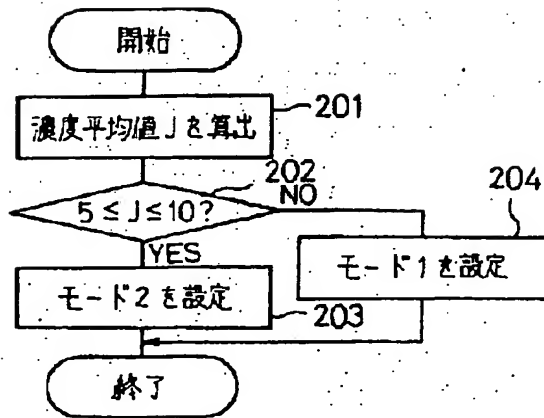 開始
濃度平均値Jを算出
201
5≤J≤10?
202
NO
YES
204
モード1を設定
モード2を設定
203
終了